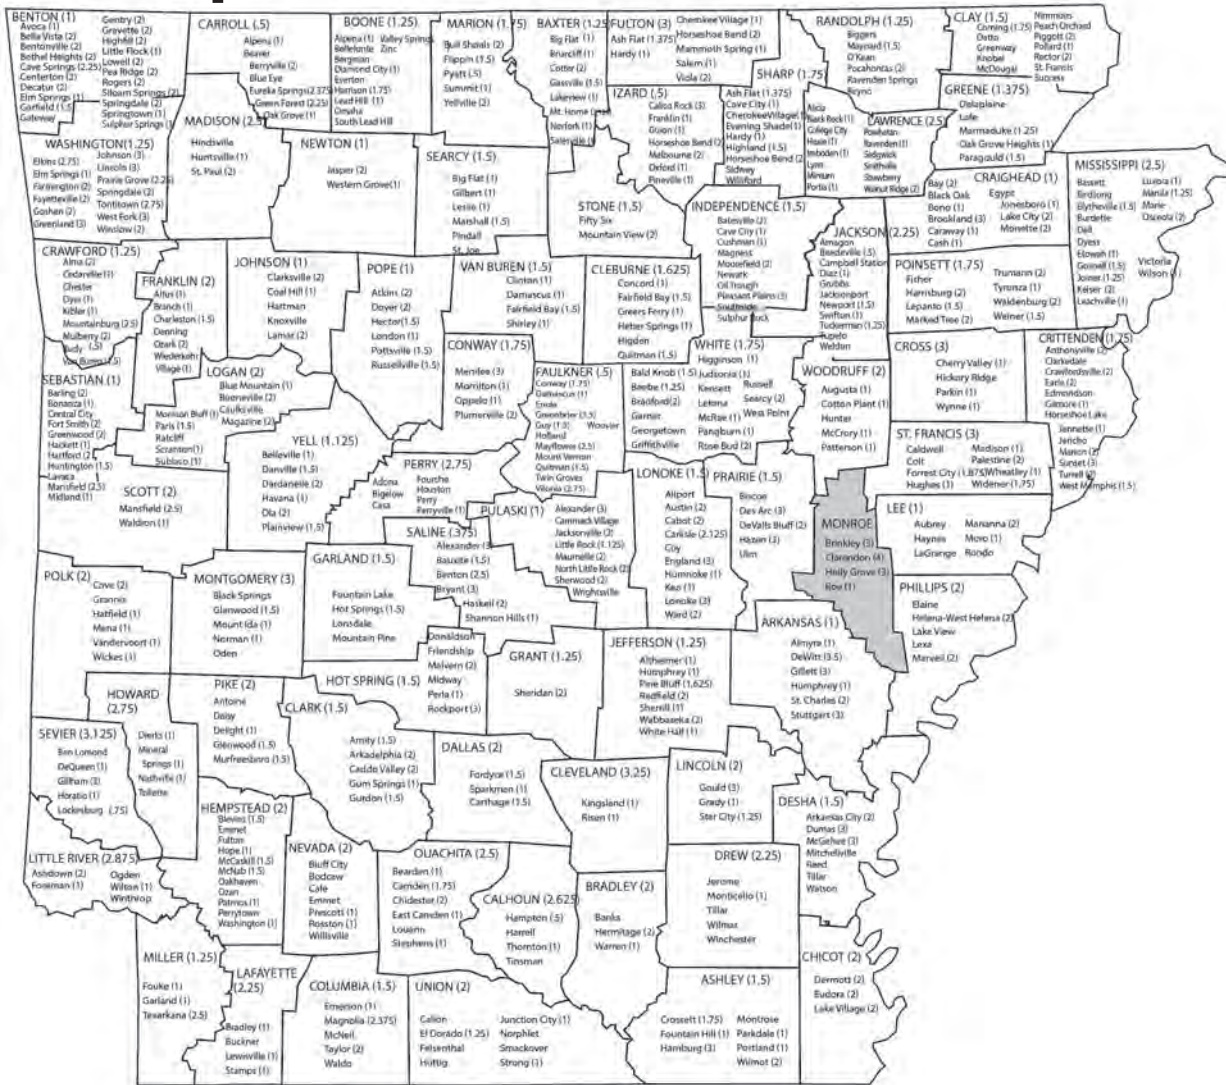 BENTON (1)
Avoca (1)
Bella Vista (2)
Bentonville (2)
Bethel Heights (2)
Cave Springs (2.25)
Centerton (2)
Decatur (2)
Elm Springs (1)
Garfield (1.5)
Gateway
Gentry (2)
Gravette (2)
Highfill (2)
Little Flock (1)
Lowell (2)
Pea Ridge (2)
Rogers (2)
Siloam Springs (2)
Springdale (2)
Springtown (1)
Sulpher Springs
CARROLL (.5)
Alpena (1)
Beaver
Berryville (2)
Blue Eye
Eureka Springs (2.375)
Green Forest (2.25)
Oak Grove (1)
BOONE (1.25)
Alpena (1) Valley Springs
Bellefonte Zinc
Bergman
Diamond City (1)
Everton
Harrison (1.75)
Lead Hill (1)
Omaha
South Lead Hill
MARION (1.75)
Bull Shoals (2)
Flippin (1.5)
Pyatt (.5)
Summit (1)
Yellville (2)
BAXTER (1.25
Big Flat (1)
Briarcliff (1)
Cotter (2)
Gassville (1.5)
Lakeview (1)
Mt. Home
Norfork (1)
Salesville
FULTON (3)
Ash Flat (1.375)
Hardy (1)
Cherokee Village (1)
Horseshoe Bend (2)
Mammoth Spring (1)
Salem (1)
Viola (2)
SHARP (1.75)
Ash Flat (1.375)
Cave City (1)
CherokeeVillage(1)
Evening Shade(1)
Hardy (1)
Highland (1.5)
Horseshoe Bend (2
Sidney
Williford
RANDOLPH (1.25)
Biggers
Maynard (1.5)
O'Kean
Pocahontas (2)
Ravenden Springs
Reyno
CLAY (1.5)
Corning (1.25)
Datto
Greenway
Knobel
McDougal
Nimmons
Peach Orchard
Piggott (2)
Pollard (1)
Rector (2)
St. Francis
Success
GREENE (1.375)
Delaplaine
Lafe
Marmaduke (1.25)
Oak Grove Heights (1)
Paragould (1.5)
IZARD (.5)
Calico Rock (3)
Franklin (1)
Guion (1)
Horseshoe Bend (2)
Melbourne (2)
Oxford (1)
Pineville (1)
LAWRENCE (2.5)
Alicia
Black Rock (1)
College City
Hoxie (1)
Imboden (1)
Lynn
Minturn
Portia (1)
Powhatan
Ravenden (1)
Sedgwick
Smithville
Strawberry
Walnut Ridge (2)
MADISON (2.5)
Hindsville
Huntsville (1)
St. Paul (2)
NEWTON (1)
Jasper (2)
Western Grove(1)
SEARCY (1.5)
Big Flat (1)
Gilbert (1)
Leslie (1)
Marshall (1.5)
Pindall
St. Joe
WASHINGTON(1.25)
Elkins (2.75)
Elm Springs (1)
Farmington (2)
Fayetteville (2)
Goshen (2)
Greenland (3)
Johnson (3)
Lincoln (3)
Prairie Grove (2.25)
Springdale (2)
Tontitown (2.75)
West Fork (3)
Winslow (2)
STONE (1.5)
Fifty Six
Mountain View (2)
INDEPENDENCE (1.5)
Batesville (2)
Cave City (1)
Cushman (1)
Magness
Moorefield (2)
Newark
Oil Trough
Pleasant Plains (3)
Southside
Sulphur Rock
CRAIGHEAD (1)
Bay (2)
Black Oak
Bono (1)
Brookland (3)
Caraway (1)
Cash (1)
Egypt
Jonesboro (1)
Lake City (2)
Monette (2)
MISSISSIPPI (2.5)
Bassett
Birdsong
Blytheville (1.5)
Burdette
Dell
Dyess
Etowah (1)
Gosnell (1.5)
Joiner (1.25)
Keiser (2)
Leachville (1)
Luxora (1)
Manila (1.25)
Marie
Osceola (2)
Victoria
Wilson (1)
JACKSON (2.25)
Amagon
Beedeville (.5)
Campbell Station
Diaz (1)
Grubbs
Jacksonport
Newport (1.5)
Swifton (1)
Tuckerman (1.25)
Tupelo
Weldon
POINSETT (1.75)
Fisher
Harrisburg (2)
Lepanto (1.5)
Marked Tree (2)
Trumann (2)
Tyronza (1)
Waldenburg (2)
Weiner (1.5)
CRAWFORD (1.25)
Alma (2)
Cedarville (1)
Chester
Dyer (1)
Kibler (1)
Mountainburg (2.5)
Mulberry (2)
Rudy (.5)
Van Buren (1.5)
FRANKLIN (2)
Altus (1)
Branch (1)
Charleston (1.5)
Denning
Ozark (2)
Wiederkehr
Village (1)
JOHNSON (1)
Clarksville (2)
Coal Hill (1)
Hartman
Knoxville
Lamar (2)
POPE (1)
Atkins (2)
Dover (2)
Hector(1.5)
London (1)
Pottsville (1.5)
Russellville (1.5)
VAN BUREN (1.5)
Clinton (1)
Damascus (1)
Fairfield Bay (1.5)
Shirley (1)
CLEBURNE (1.625)
Concord (1)
Fairfield Bay (1.5)
Greers Ferry (1)
Heber Springs (1)
Higden
Quitman (1.5)
WHITE (1.75)
Bald Knob (1.5)
Beebe (1.25)
Bradford(2)
Garner
Georgetown
Griffithville
Higginson (1)
Judsonia (1)
Kensett
Letona
McRae (1)
Pangburn (1)
Rose Bud (2)
Russell
Searcy (2)
West Point
WOODRUFF (2)
Augusta (1)
Cotton Plant (1)
Hunter
McCrory (1)
Patterson (1)
CROSS (3)
Cherry Valley (1)
Hickory Ridge
Parkin (1)
Wynne (1)
CRITTENDEN (1.75)
Anthonyville (2)
Clarkedale
Crawfordsville (2)
Earle (2)
Edmondson
Gilmore (1)
Horseshoe Lake
Jennette (1)
Jericho
Marion (2)
Sunset (3)
Turrell (2)
West Memphis (1.5)
SEBASTIAN (1)
Barling (2)
Bonanza (1)
Central City
Fort Smith (2)
Greenwood (2)
Hackett (1)
Hartford (2)
Huntington (1.5)
Lavaca
Mansfield (2.5)
Midland (1)
LOGAN (2)
Blue Mountain (1)
Booneville (2)
Caulksville
Magazine (2)
Morrison Bluff (1)
Paris (1.5)
Ratcliff
Scranton(1)
Subiaco (1)
CONWAY (1.75)
Menifee (3)
Morrilton (1)
Oppelo (1)
Plumerville (2)
FAULKNER (.5)
Conway (1.75)
Damascus (1)
Enola
Greenbrier (3.5)
Guy (1.5) Wooster
Holland
Mayflower (2.5)
Mount Vernon
Quitman (1.5)
Twin Groves
Vilonia (2.75)
YELL (1.125)
Belleville (1)
Danville (1.5)
Dardanelle (2)
Havana (1)
Ola (2)
Plainview (1.5)
PERRY (2.75)
Adona
Bigelow
Casa
Fourche
Houston
Perry
Perryville (1)
LONOKE (1.5)
Allport
Austin (2)
Cabot (2)
Carlisle (2.125)
Coy
England (3)
Humnoke (1)
Keo (1)
Lonoke (3)
Ward (2)
PRAIRIE (1.5)
Biscoe
Des Arc (3)
DeValls Bluff (2)
Hazen (3)
Ulm
ST. FRANCIS (3)
Caldwell
Colt
Forrest City (1.875)
Hughes (1)
Madison (1)
Palestine (2)
Wheatley (1)
Widener (1.75)
SCOTT (2)
Mansfield (2.5)
Waldron (1)
PULASKI (1)
Alexander (3)
Cammack Village
Jacksonville (2)
Little Rock (1.125)
Maumelle (2)
North Little Rock (2)
Sherwood (2)
Wrightsville
LEE (1)
Aubrey
Haynes
LaGrange
Marianna (2)
Moro (1)
Rondo
MONROE
Brinkley (3)
Clarendon (4)
Holly Grove (3)
Roe (1)
SALINE (.375)
Alexander (3)
Bauxite (1.5)
Benton (2.5)
Bryant (3)
Haskell (2)
Shannon Hills (1)
GARLAND (1.5)
Fountain Lake
Hot Springs (1.5)
Lonsdale
Mountain Pine
POLK (2)
Cove (2)
Grannis
Hatfield (1)
Mena (1)
Vandervoort (1)
Wickes (1)
MONTGOMERY (3)
Black Springs
Glenwood (1.5)
Mount Ida (1)
Norman (1)
Oden
PHILLIPS (2)
Elaine
Helena-West Helena (2)
Lake View
Lexa
Marvell (2)
ARKANSAS (1)
Almyra (1)
DeWitt (3.5)
Gillett (3)
Humphrey (1)
St. Charles (2)
Stuttgart (3)
JEFFERSON (1.25)
Altheimer (1)
Humphrey (1)
Pine Bluff (1.625)
Redfield (2)
Sherrill (1)
Wabbaseka (2)
White Hall (1)
GRANT (1.25)
Sheridan (2)
HOT SPRING (1.5)
Donaldson
Friendship
Malvern (2)
Midway
Perla (1)
Rockport (3)
HOWARD
(2.75)
Dierks (1)
Mineral
Springs (1)
Nashville (1)
Tollette
PIKE (2)
Antoine
Daisy
Delight (1)
Glenwood (1.5)
Murfreesboro (1.5)
CLARK (1.5)
Amity (1.5)
Arkadelphia (2)
Caddo Valley (2)
Gum Springs (1)
Gurdon (1.5)
SEVIER (3.125)
Ben Lomond
DeQueen (1)
Gillham (3)
Horatio (1)
Lockesburg (.75)
DALLAS (2)
Fordyce (1.5)
Sparkman (1)
Carthage (1.5)
CLEVELAND (3.25)
Kingsland (1)
Rison (1)
LINCOLN (2)
Gould (3)
Grady (1)
Star City (1.25)
DESHA (1.5)
Arkansas City (2)
Dumas (3)
McGehee (3)
Mitchellville
Reed
Tillar
Watson
HEMPSTEAD (2)
Blevins (1.5)
Emmet
Fulton
Hope (1)
McCaskill (1.5)
McNab (1.5)
Oakhaven
Ozan
Patmos (1)
Perrytown
Washington (1)
NEVADA (2)
Bluff City
Bodcaw
Cale
Emmet
Prescott (1)
Rosston (1)
Willisville
OUACHITA (2.5)
Bearden (1)
Camden (1.75)
Chidester (2)
East Camden (1)
Louann
Stephens (1)
CALHOUN (2.625)
Hampton (.5)
Harrell
Thornton (1)
Tinsman
BRADLEY (2)
Banks
Hermitage (2)
Warren (1)
DREW (2.25)
Jerome
Monticello (1)
Tillar
Wilmar
Winchester
LITTLE RIVER (2.875)
Ashdown (2)
Foreman (1)
Ogden
Wilton (1)
Winthrop
MILLER (1.25)
Fouke (1)
Garland (1)
Texarkana (2.5)
LAFAYETTE
(2.25)
Bradley (1)
Buckner
Lewisville (1)
Stamps (1)
COLUMBIA (1.5)
Emerson (1)
Magnolia (2.375)
McNeil
Taylor (2)
Waldo
UNION (2)
Calion
El Dorado (1.25)
Felsenthal
Huttig
Junction City (1)
Norphlet
Smackover
Strong (1)
ASHLEY (1.5)
Crossett (1.75)
Fountain Hill (1)
Hamburg (3)
Montrose
Parkdale (1)
Portland (1)
Wilmot (2)
CHICOT (2)
Dermott (2)
Eudora (2)
Lake Village (2)